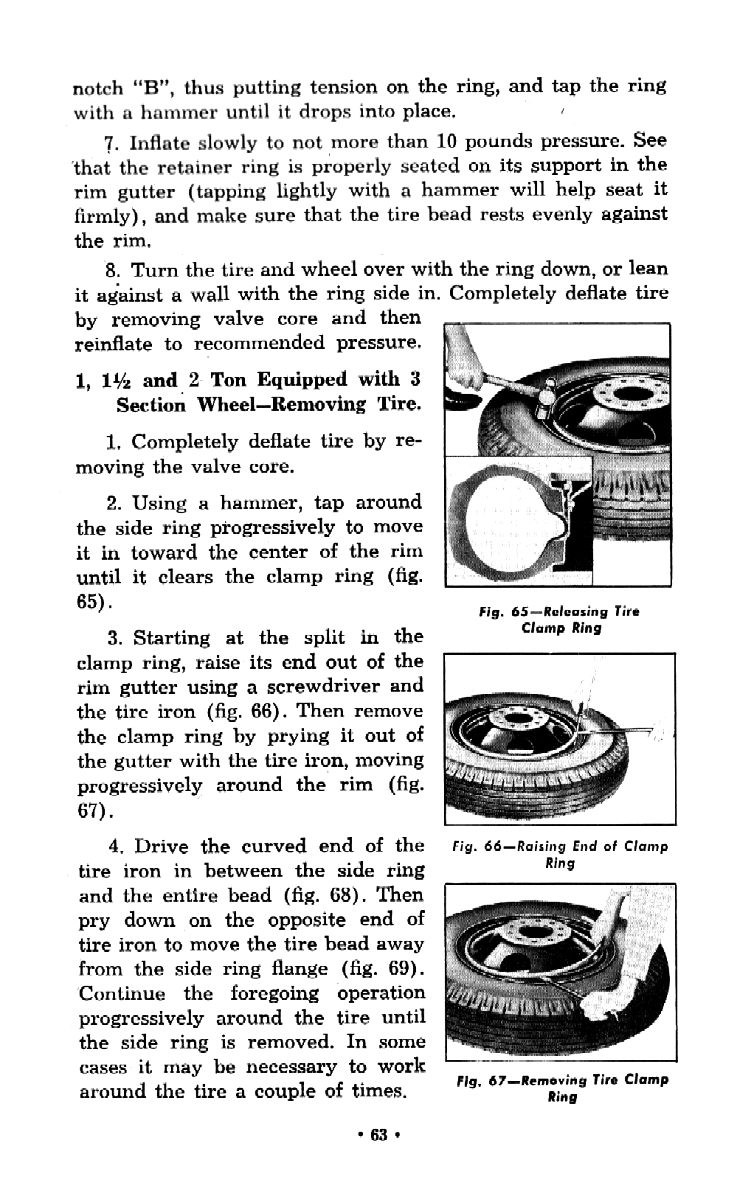 notch “B”, thus putting tension on the ring, and tap the ring
with a hammer until it drops into place.
7. Inflate slowly to not more than 10 pounds pressure. See
that the retainer ring is properly seated on its support in the
rim gutter (tapping lightly with a hammer will help seat it
firmly), and make sure that the tire bead rests evenly against
the rim.
8. Turn the tire and wheel over with the ring down, or lean
it against a wall with the ring side in. Completely deflate tire
by removing valve core and then
reinflate to recommended pressure.
1, 1½ and 2 Ton Equipped with 3
Section Wheel—Removing Tire.
1. Completely deflate tire by re-
moving the valve core.
2. Using a hammer, tap around
the side ring progressively to move
it in toward the center of the rim
until it clears the clamp ring (fig.
65).
3. Starting at the split in the
clamp ring, raise its end out of the
rim gutter using a screwdriver and
the tire iron (fig. 66). Then remove
the clamp ring by prying it out of
the gutter with the tire iron, moving
progressively around the rim (fig.
67).
4. Drive the curved end of the
tire iron in between the side ring
and the entire bead (fig. 68). Then
pry down on the opposite end of
tire iron to move the tire bead away
from the side ring flange (fig. 69).
Continue the foregoing operation
progressively around the tire until
the side ring is removed. In some
cases it may be necessary to work
around the tire a couple of times.
Fig. 65—Releasing Tire
Clamp Ring
Fig. 66—Raising End of Clamp
Ring
Fig. 67—Removing Tire Clamp
Ring
• 63 •